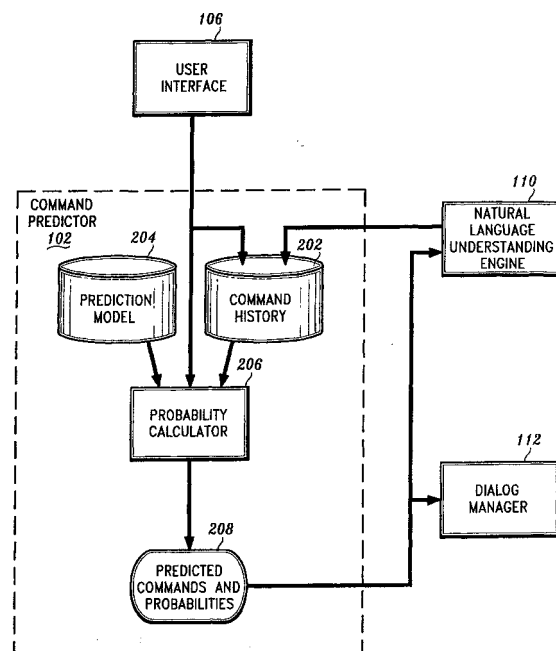 106
USER
INTERFACE
COMMAND
PREDICTOR
102
204
202
110
NATURAL
LANGUAGE
UNDERSTANDING
ENGINE
PREDICTION
MODEL
COMMAND
HISTORY
206
PROBABILITY
CALCULATOR
112
DIALOG
MANAGER
208
PREDICTED
COMMANDS AND
PROBABILITIES